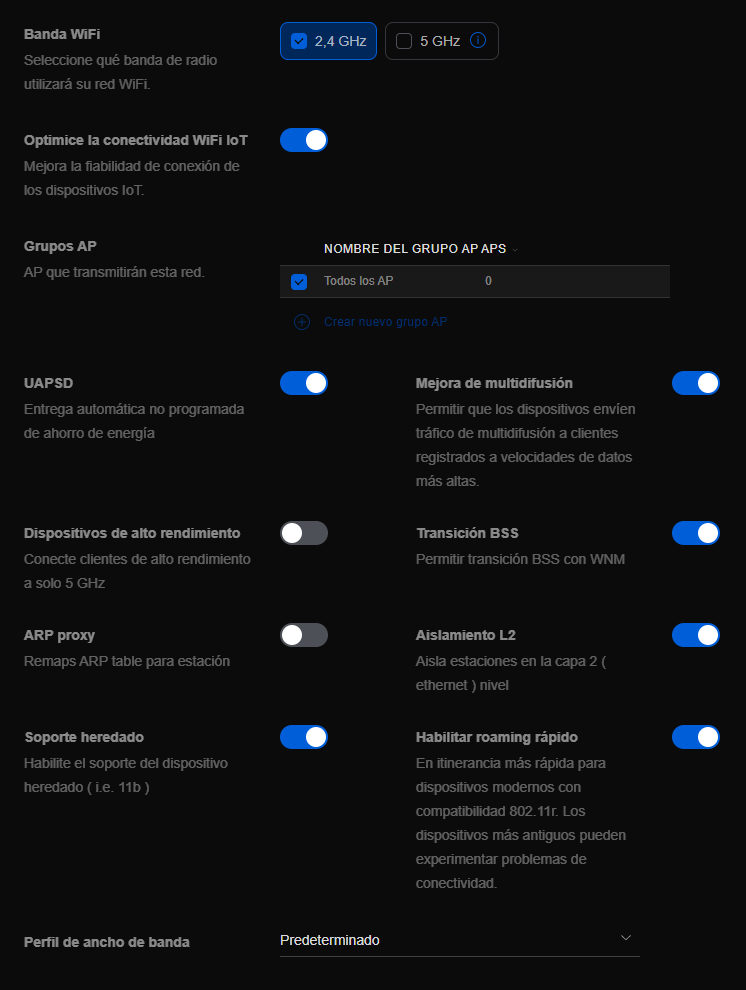 Banda WiFi
Seleccione qué banda de radio
utilizará su red WiFi.
2,4 GHz
5 GHz
Optimice la conectividad WiFi IoT
Mejora la fiabilidad de conexión de
los dispositivos IoT.
Grupos AP
AP que transmitirán esta red.
NOMBRE DEL GRUPO AP APS
Todos los AP 0
Crear nuevo grupo AP
UAPSD
Entrega automática no programada
de ahorro de energía
Mejora de multidifusión
Permitir que los dispositivos envíen
tráfico de multidifusión a clientes
registrados a velocidades de datos
más altas.
Dispositivos de alto rendimiento
Conecte clientes de alto rendimiento
a solo 5 GHz
Transición BSS
Permitir transición BSS con WNM
ARP proxy
Remaps ARP table para estación
Aislamiento L2
Aisla estaciones en la capa 2 (
ethernet ) nivel
Soporte heredado
Habilite el soporte del dispositivo
heredado ( i.e. 11b )
Habilitar roaming rápido
En itinerancia más rápida para
dispositivos modernos con
compatibilidad 802.11r. Los
dispositivos más antiguos pueden
experimentar problemas de
conectividad.
Perfil de ancho de banda
Predeterminado